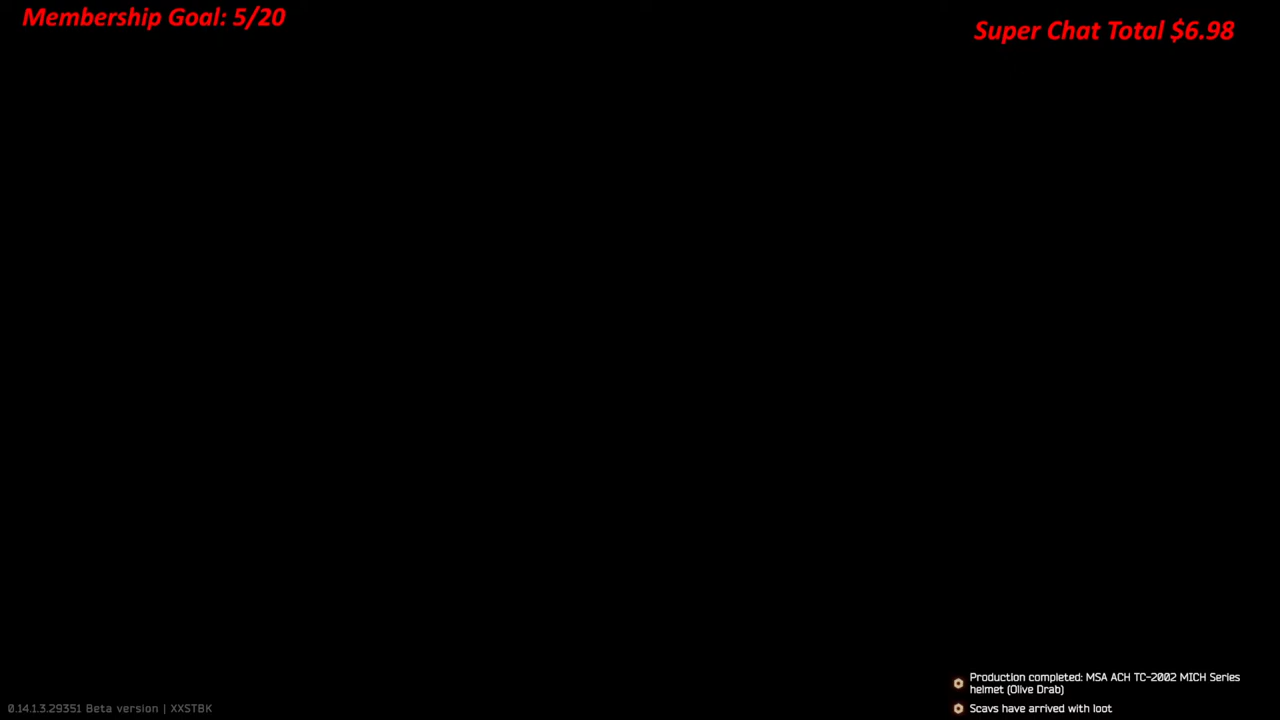 Membership Goal: 5/20
Super Chat Total $6.98
Production completed: MSA ACH TC-2002 MICH Series
helmet (Olive Drab)
Scavs have arrived with loot
0.14.1.3.29351 Beta version | XXSTBK